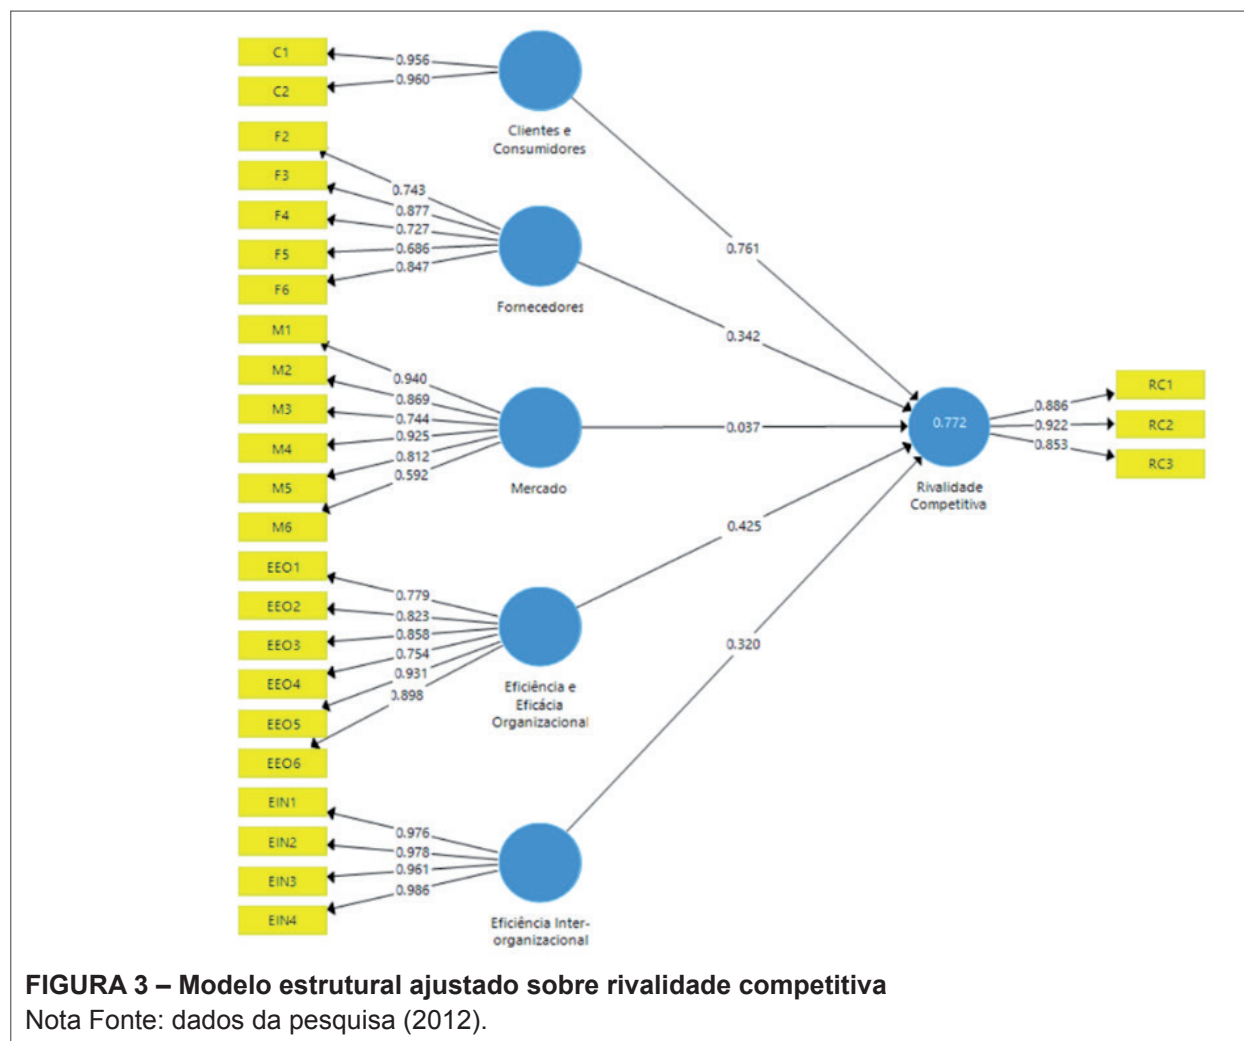 C1
C2
0.956
0.960
Clientes e
Consumidores
F2
F3
F4
F5
F6
0.743
0.877
0.727
0.686
0.847
Fornecedores
M1
M2
M3
M4
M5
M6
0.940
0.869
0.744
0.925
0.812
0.592
Mercado
EEO1
EEO2
EEO3
EEO4
EEO5
EEO6
0.779
0.823
0.858
0.754
0.931
0.898
Eficiência e
Eficácia
Organizacional
EIN1
EIN2
EIN3
EIN4
0.976
0.978
0.961
0.986
Eficiência Inter-
organizacional
0.761
0.342
0.037
0.425
0.320
0.772
Rivalidade
Competitiva
0.886
0.922
0.853
RC1
RC2
RC3
FIGURA 3 – Modelo estrutural ajustado sobre rivalidade competitiva
Nota Fonte: dados da pesquisa (2012).